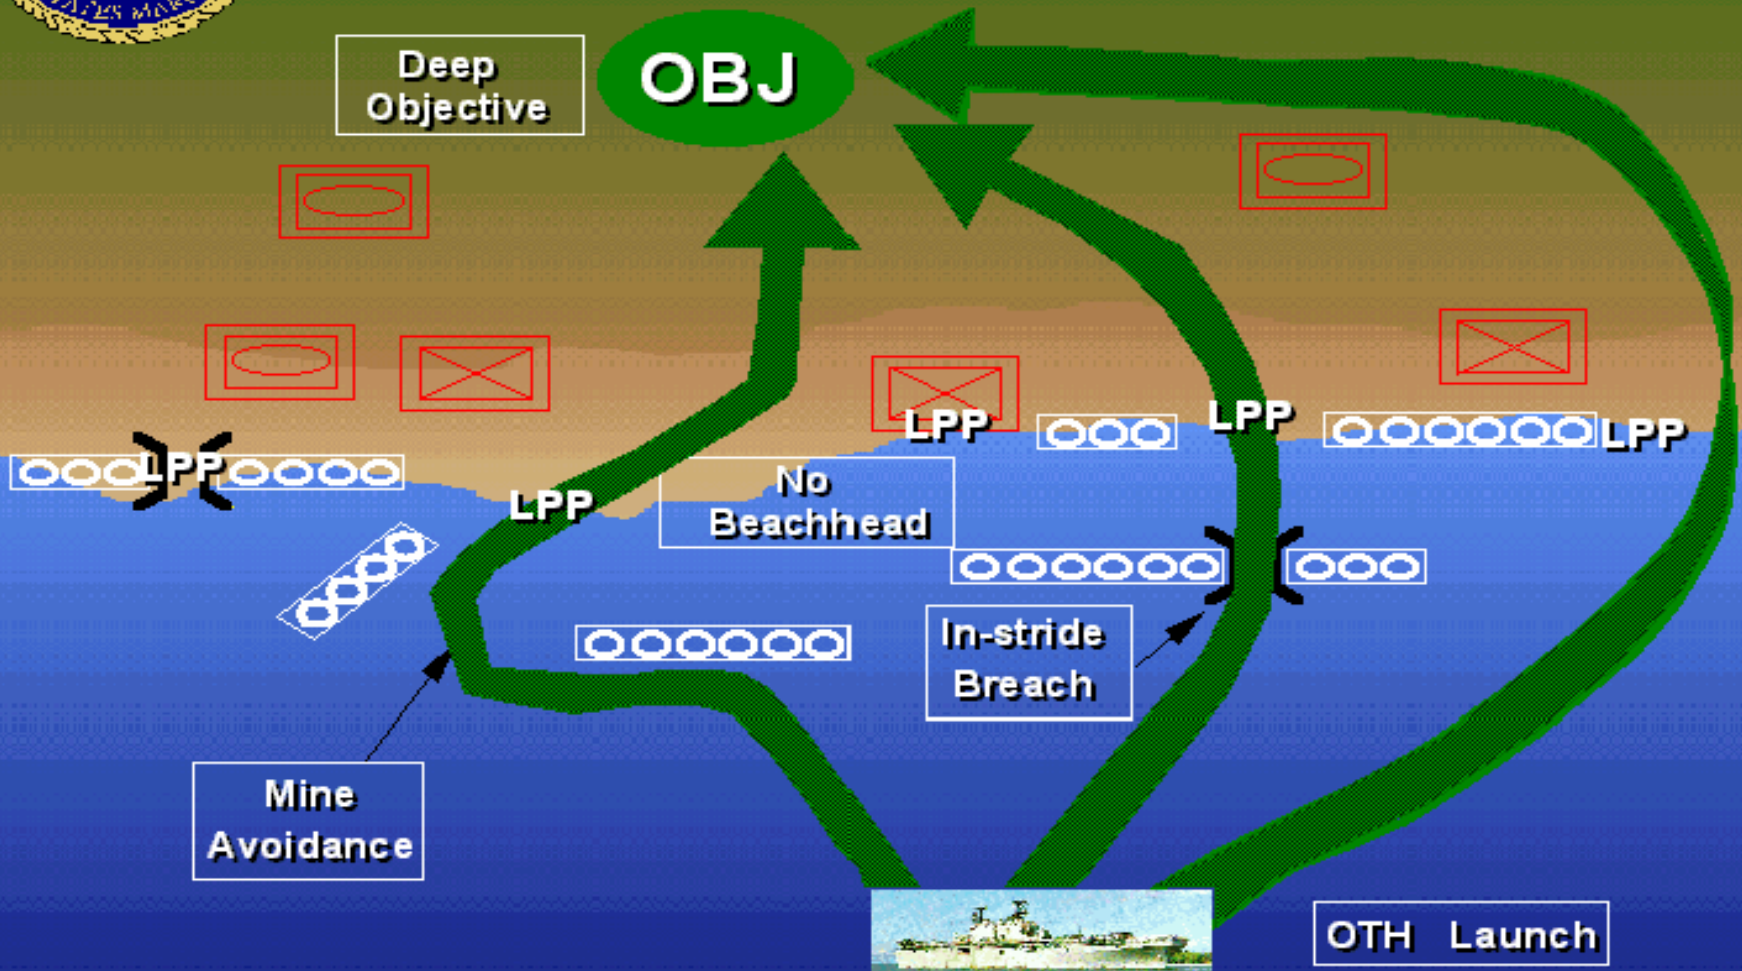 Deep
Objective
OBJ
LPP
LPP
LPP
LPP
LPP
No
Beachhead
In-stride
Breach
Mine
Avoidance
OTH Launch